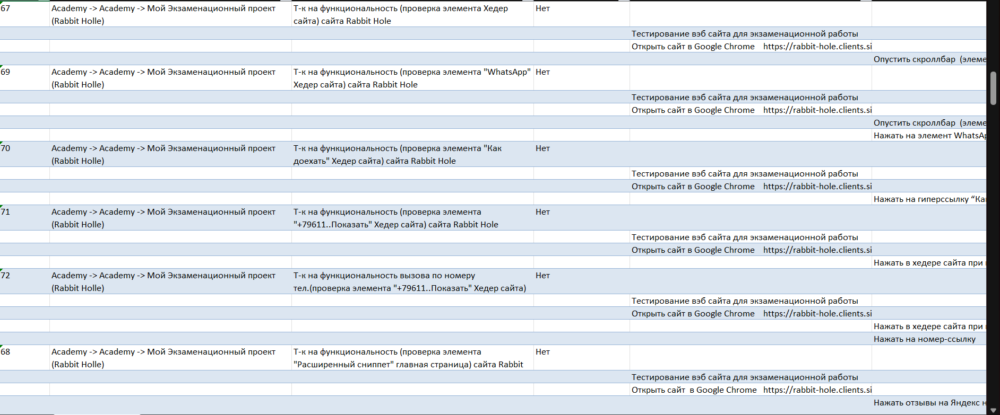 67 Academy -> Academy -> Мой Экзаменационный проект Т-к на функциональность (проверка элемента Хедер Нет
(Rabbit Holle) сайта) сайта Rabbit Hole
Тестирование вэб сайта для экзаменационной работы
Открыть сайт в Google Chrome https://rabbit-hole.clients.si
Опустить скроллбар (элеме
69 Academy -> Academy -> Мой Экзаменационный проект Т-к на функциональность (проверка элемента "WhatsApp" Нет
(Rabbit Holle) Хедер сайта) сайта Rabbit Hole
Тестирование вэб сайта для экзаменационной работы
Открыть сайт в Google Chrome https://rabbit-hole.clients.si
Опустить скроллбар (элеме
Нажать на элемент WhatsAp
70 Academy -> Academy -> Мой Экзаменационный проект Т-к на функциональность (проверка элемента "Как Нет
(Rabbit Holle) доехать" Хедер сайта) сайта Rabbit Hole
Тестирование вэб сайта для экзаменационной работы
Открыть сайт в Google Chrome https://rabbit-hole.clients.si
Нажать на гиперссылку “Ка
71 Academy -> Academy -> Мой Экзаменационный проект Т-к на функциональность (проверка элемента Нет
(Rabbit Holle) "+79611..Показать" Хедер сайта) сайта Rabbit Hole
Тестирование вэб сайта для экзаменационной работы
Открыть сайт в Google Chrome https://rabbit-hole.clients.si
Нажать в хедере сайта при
72 Academy -> Academy -> Мой Экзаменационный проект Т-к на функциональность вызова по номеру Нет
(Rabbit Holle) тел.(проверка элемента "+79611..Показать" Хедер сайта)
Тестирование вэб сайта для экзаменационной работы
Открыть сайт в Google Chrome https://rabbit-hole.clients.si
Нажать в хедере сайта при
Нажать на номер-ссылку
68 Academy -> Academy -> Мой Экзаменационный проект Т-к на функциональность (проверка элемента Нет
(Rabbit Holle) "Расширенный сниппет" главная страница) сайта Rabbit
Тестирование вэб сайта для экзаменационной работы
Открыть сайт в Google Chrome https://rabbit-hole.clients.si
Нажать отзывы на Яндекс н